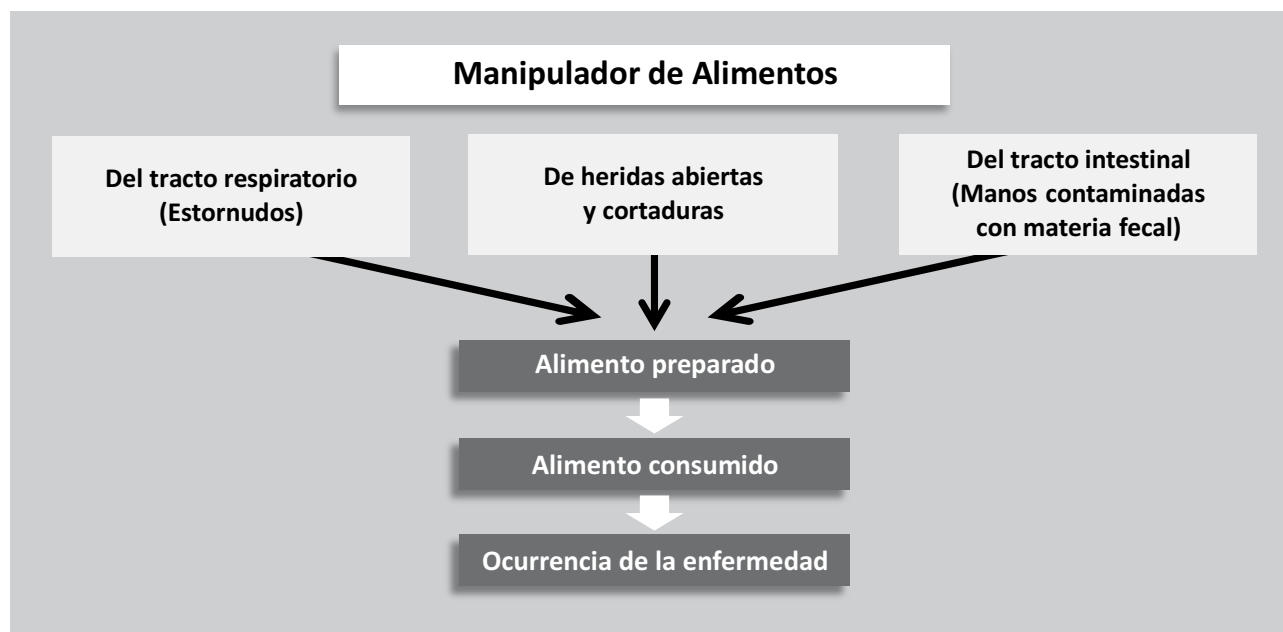 Manipulador de Alimentos
Del tracto respiratorio
(Estornudos)
De heridas abiertas
y cortaduras
Del tracto intestinal
(Manos contaminadas
con materia fecal)
Alimento preparado
Alimento consumido
Ocurrencia de la enfermedad